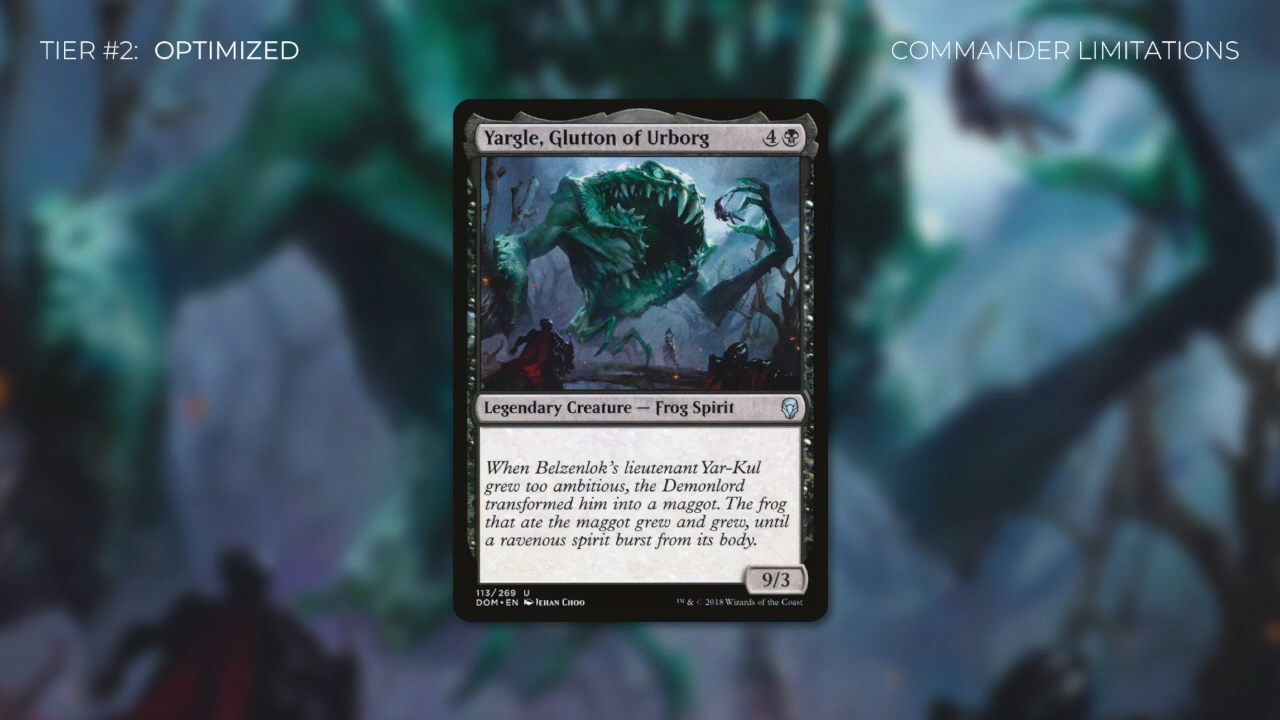 TIER #2: OPTIMIZED
COMMANDER LIMITATIONS
Yargle, Glutton of Urborg 4
Legendary Creature — Frog Spirit
When Belzenlok's lieutenant Yar-Kul
grew too ambitious, the Demonlord
transformed him into a maggot. The frog
that ate the maggot grew and grew, until
a ravenous spirit burst from its body.
9/3
113/269 U
DOM • EN JEHAN CHOO
™ & © 2018 Wizards of the Coast